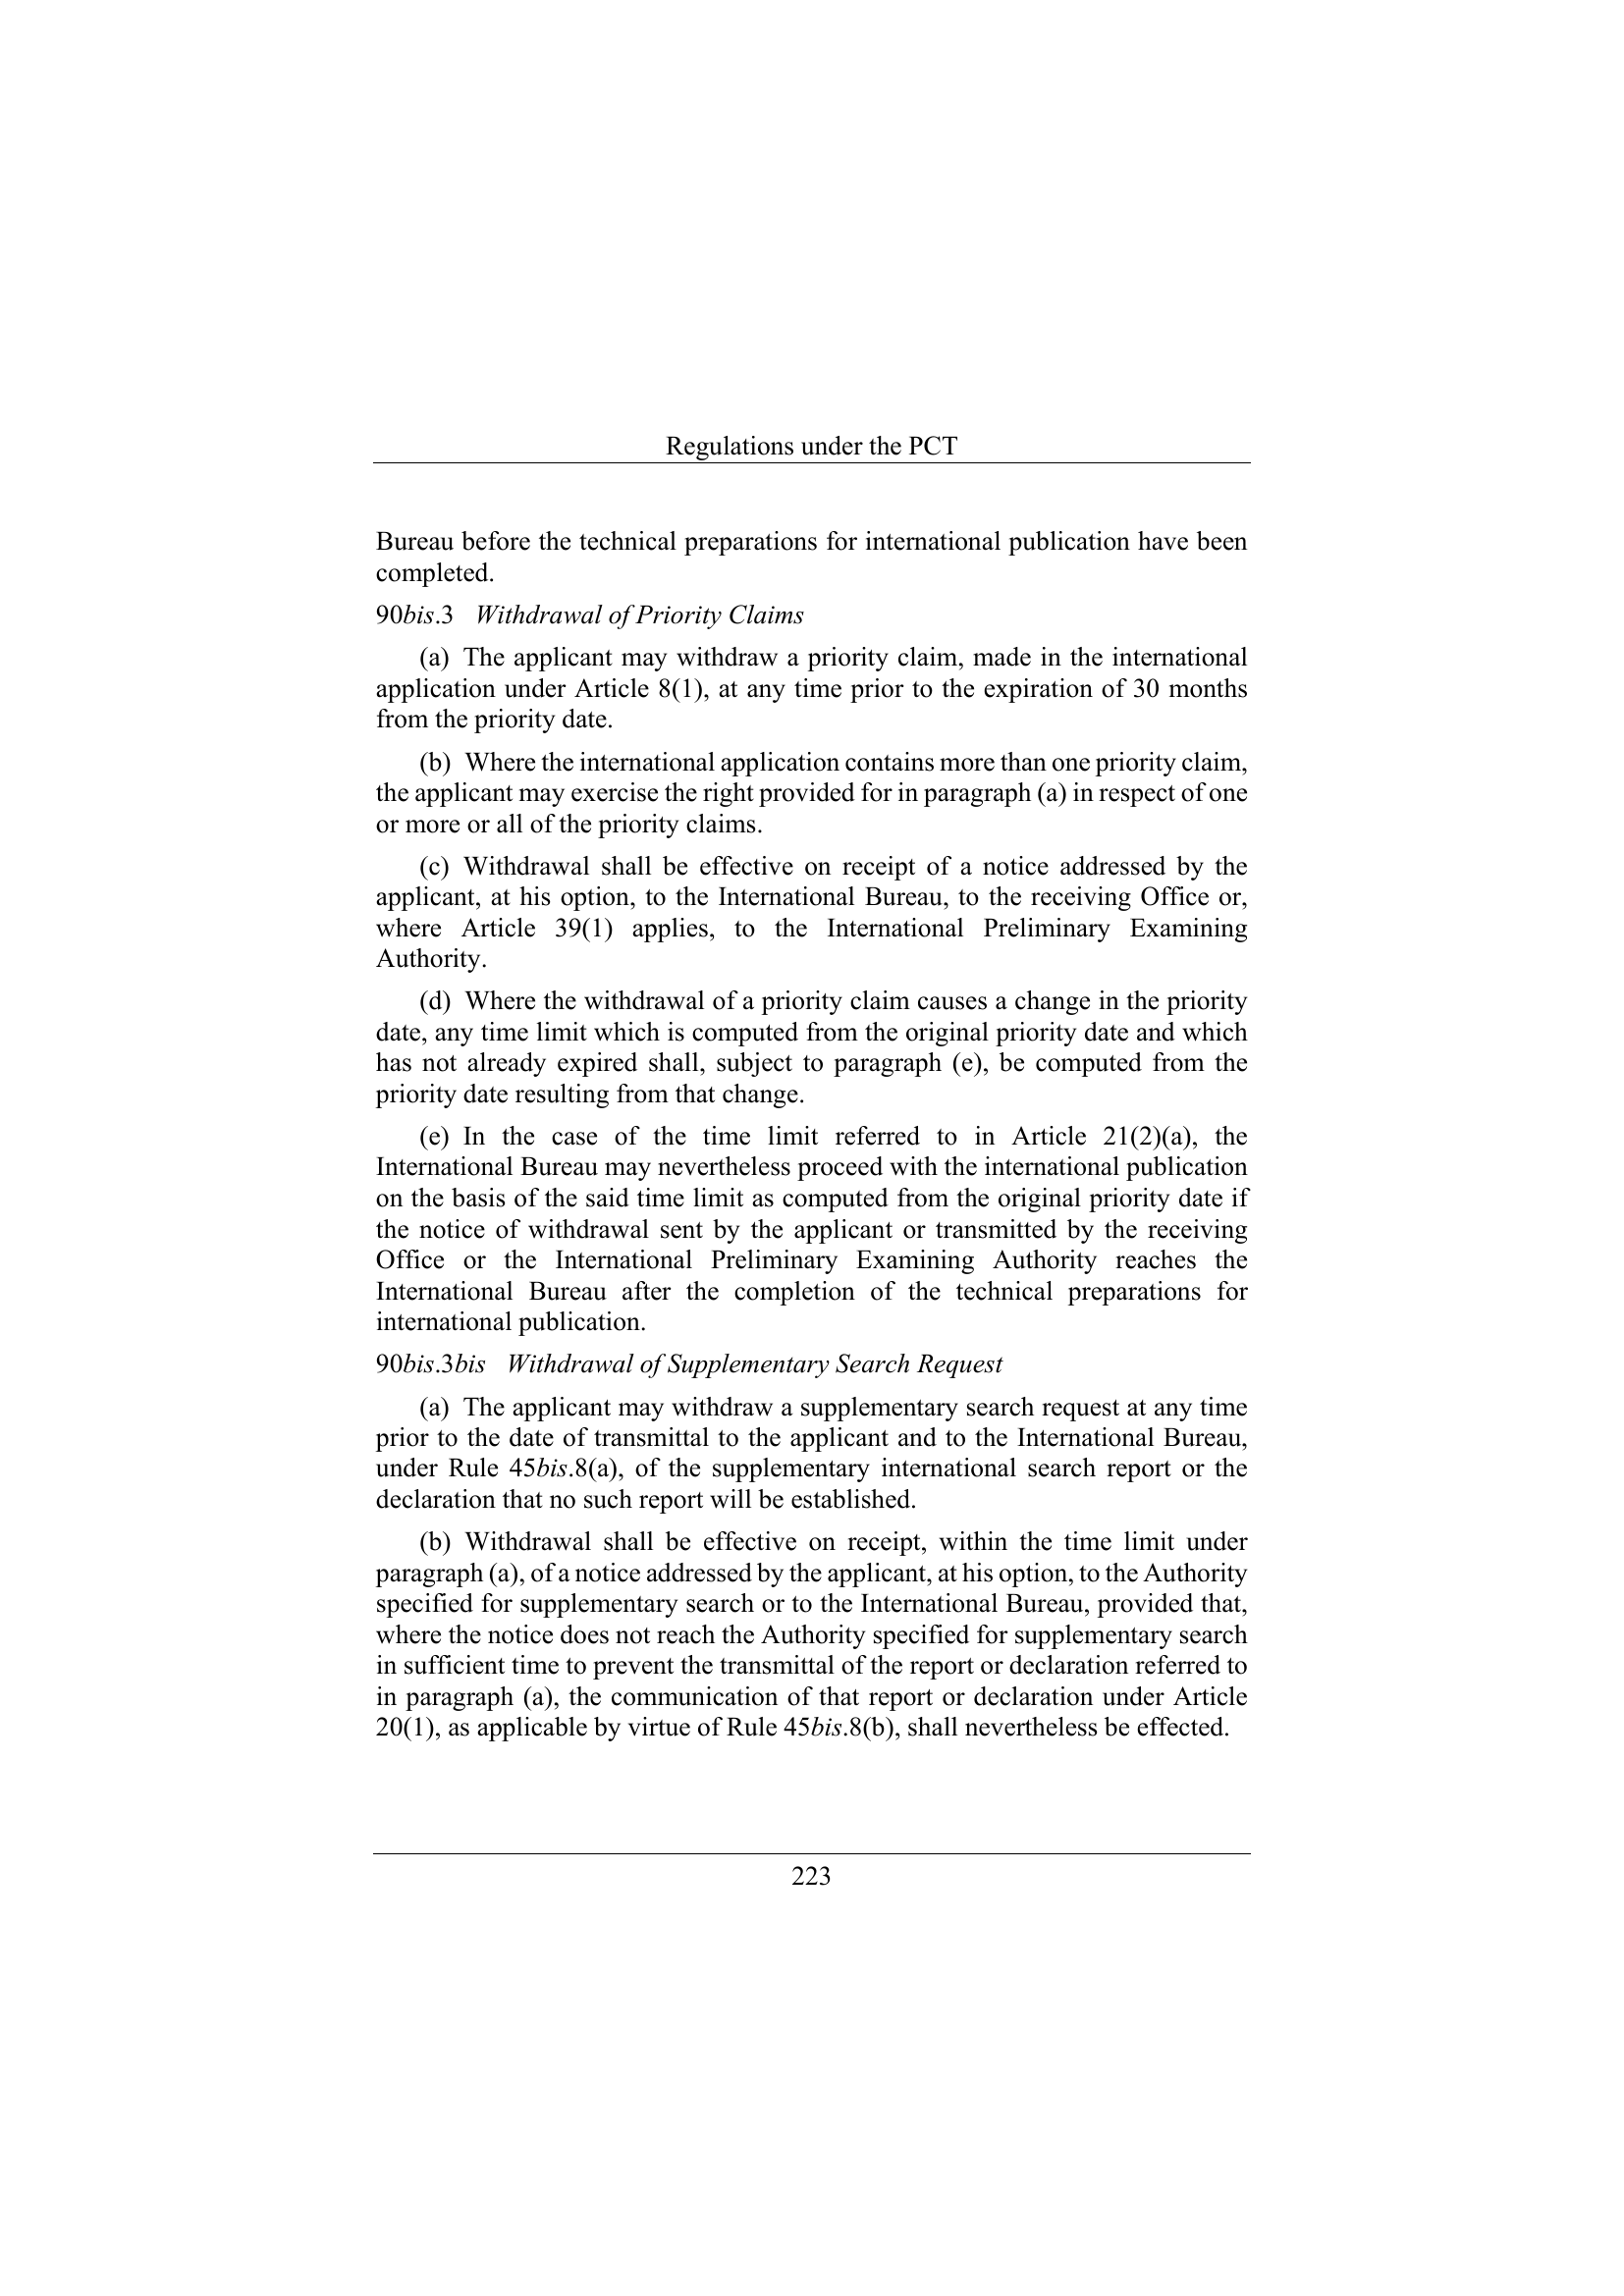 Regulations under the PCT
Bureau before the technical preparations for international publication have been
completed.
90bis.3 Withdrawal of Priority Claims
(a) The applicant may withdraw a priority claim, made in the international
application under Article 8(1), at any time prior to the expiration of 30 months
from the priority date.
(b) Where the international application contains more than one priority claim,
the applicant may exercise the right provided for in paragraph (a) in respect of one
or more or all of the priority claims.
(c) Withdrawal shall be effective on receipt of a notice addressed by the
applicant, at his option, to the International Bureau, to the receiving Office or,
where Article 39(1) applies, to the International Preliminary Examining
Authority.
(d) Where the withdrawal of a priority claim causes a change in the priority
date, any time limit which is computed from the original priority date and which
has not already expired shall, subject to paragraph (e), be computed from the
priority date resulting from that change.
(e) In the case of the time limit referred to in Article 21(2)(a), the
International Bureau may nevertheless proceed with the international publication
on the basis of the said time limit as computed from the original priority date if
the notice of withdrawal sent by the applicant or transmitted by the receiving
Office or the International Preliminary Examining Authority reaches the
International Bureau after the completion of the technical preparations for
international publication.
90bis.3bis Withdrawal of Supplementary Search Request
(a) The applicant may withdraw a supplementary search request at any time
prior to the date of transmittal to the applicant and to the International Bureau,
under Rule 45bis.8(a), of the supplementary international search report or the
declaration that no such report will be established.
(b) Withdrawal shall be effective on receipt, within the time limit under
paragraph (a), of a notice addressed by the applicant, at his option, to the Authority
specified for supplementary search or to the International Bureau, provided that,
where the notice does not reach the Authority specified for supplementary search
in sufficient time to prevent the transmittal of the report or declaration referred to
in paragraph (a), the communication of that report or declaration under Article
20(1), as applicable by virtue of Rule 45bis.8(b), shall nevertheless be effected.
223